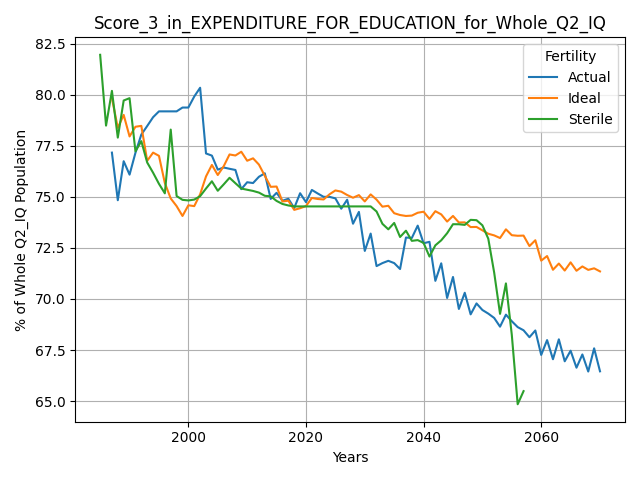 Score_3_in_EXPENDITURE_FOR_EDUCATION_for_Whole_Q2_IQ
% of Whole Q2_IQ Population
82.5
80.0
77.5
75.0
72.5
70.0
67.5
65.0
Fertility
Actual
Ideal
Sterile
2000
2020
2040
2060
Years